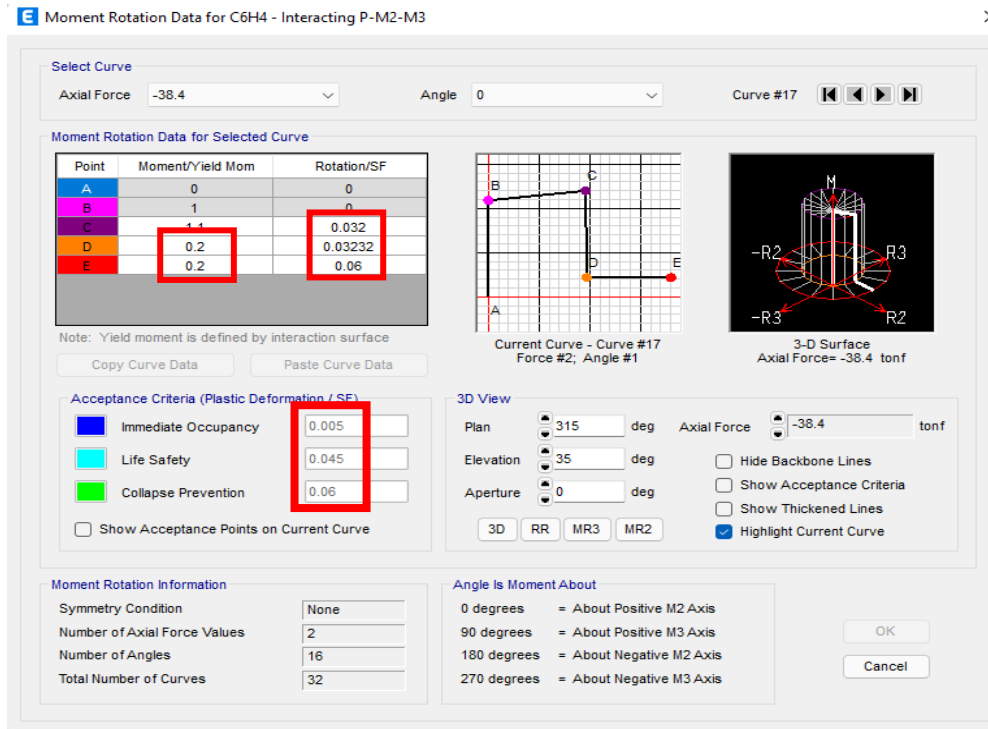 E Moment Rotation Data for C6H4 - Interacting P-M2-M3
Select Curve
Axial Force -38.4 Angle 0 Curve #17
Moment Rotation Data for Selected Curve
Point Moment/Yield Mom Rotation/SF
A 0 0
B 1 0
C 1.1 0.032
D 0.2 0.03232
E 0.2 0.06
Note: Yield moment is defined by interaction surface
Copy Curve Data Paste Curve Data
B
C
D
E
A
Current Curve - Curve #17
Force #2; Angle #1
M
-R2
R3
-R3
R2
3-D Surface
Axial Force= -38.4 tonf
Acceptance Criteria (Plastic Deformation / SF)
Immediate Occupancy 0.005
Life Safety 0.045
Collapse Prevention 0.06
Show Acceptance Points on Current Curve
3D View
Plan 315 deg Axial Force -38.4 tonf
Elevation 35 deg
Aperture 0 deg
3D RR MR3 MR2
Hide Backbone Lines
Show Acceptance Criteria
Show Thickened Lines
Highlight Current Curve
Moment Rotation Information
Symmetry Condition None
Number of Axial Force Values 2
Number of Angles 16
Total Number of Curves 32
Angle Is Moment About
0 degrees = About Positive M2 Axis
90 degrees = About Positive M3 Axis
180 degrees = About Negative M2 Axis
270 degrees = About Negative M3 Axis
OK
Cancel